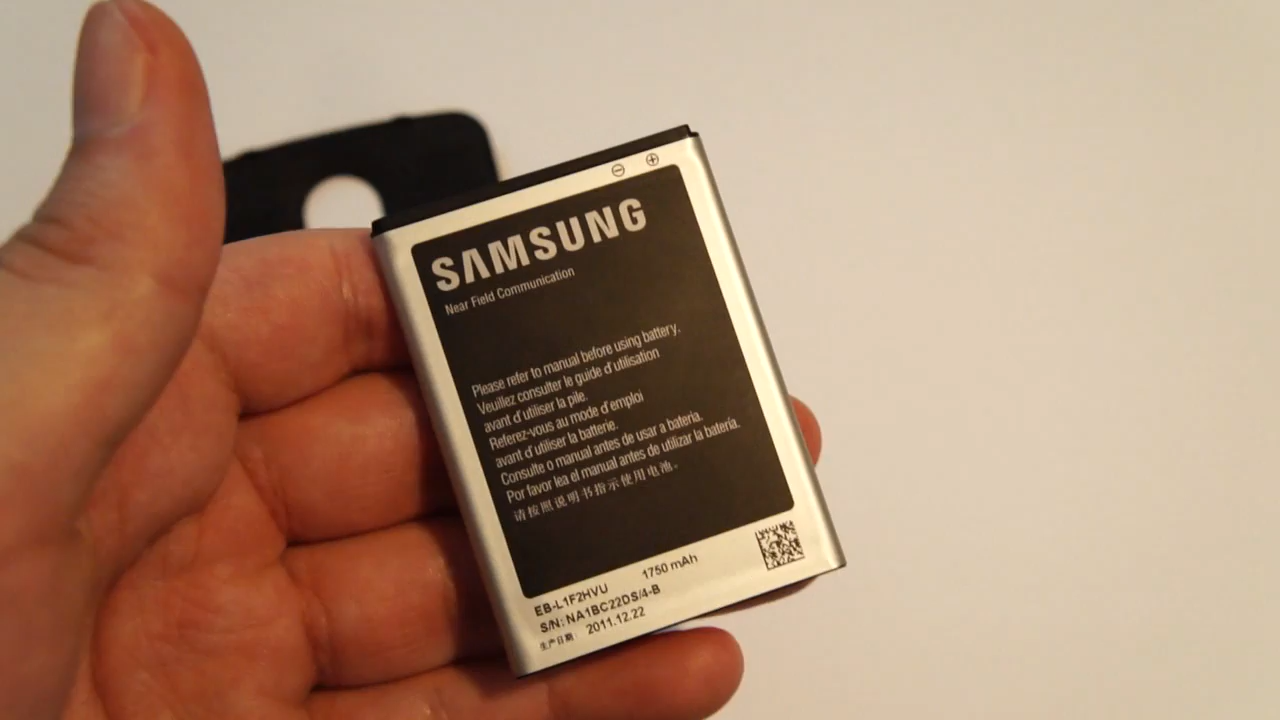 SAMSUNG
Near Field Communication
Please refer to manual before using battery.
Veuillez consulter le guide d'utilisation
avant d'utiliser la pile.
Referez-vous au mode d'emploi
avant d'utiliser la batterie.
Consulte o manual antes de usar a bateria.
Por favor lea el manual antes de utilizar la batería.
请按照说明书指示使用电池。
EB-L1F2HVU 1750 mAh
S/N: NA1BC22DS/4-B
生产日期: 2011.12.22